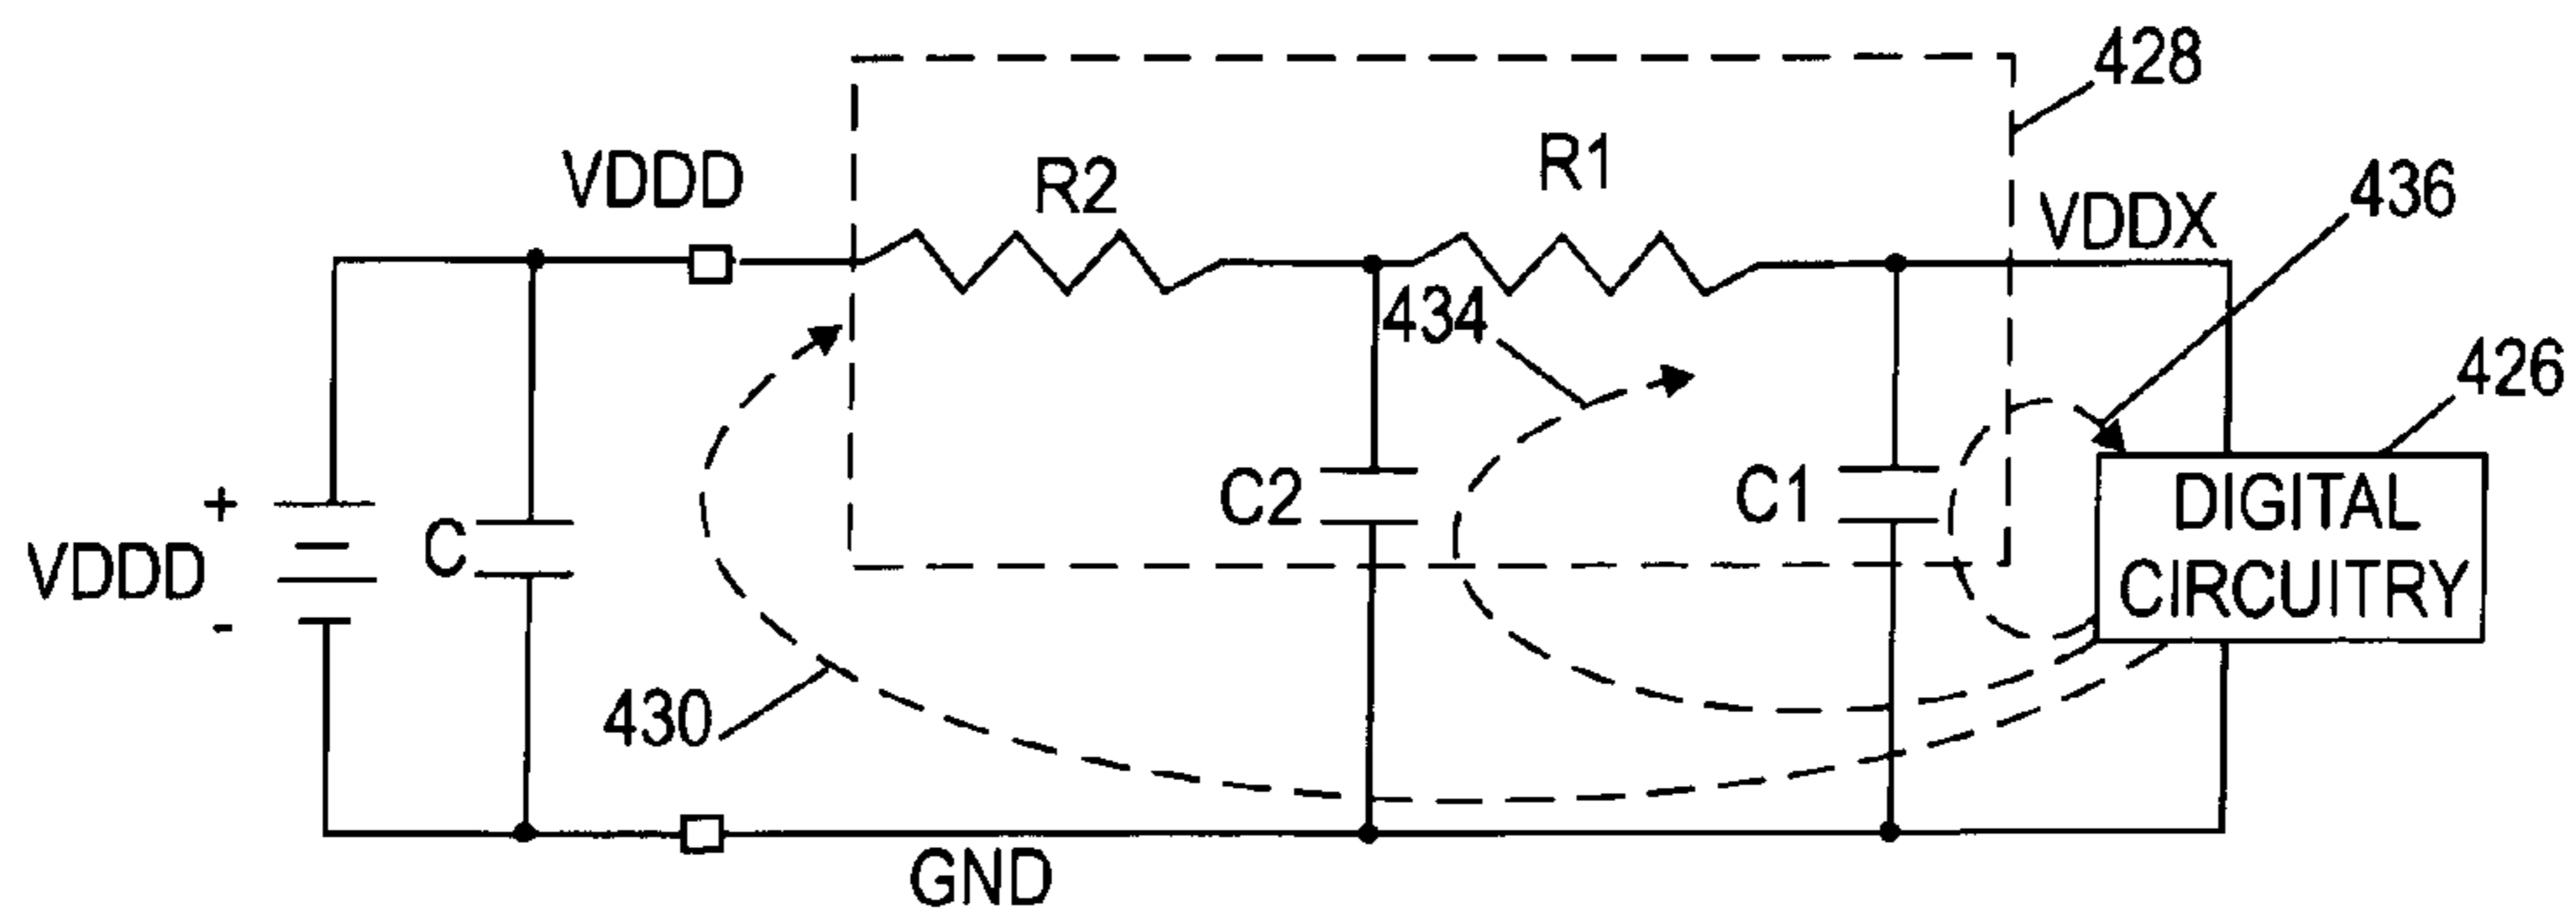 428
R1
VDDD
R2
436
VDDX
434
426
+
C2
C1
DIGITAL
CIRCUITRY
VDDD
C
-
430
GND